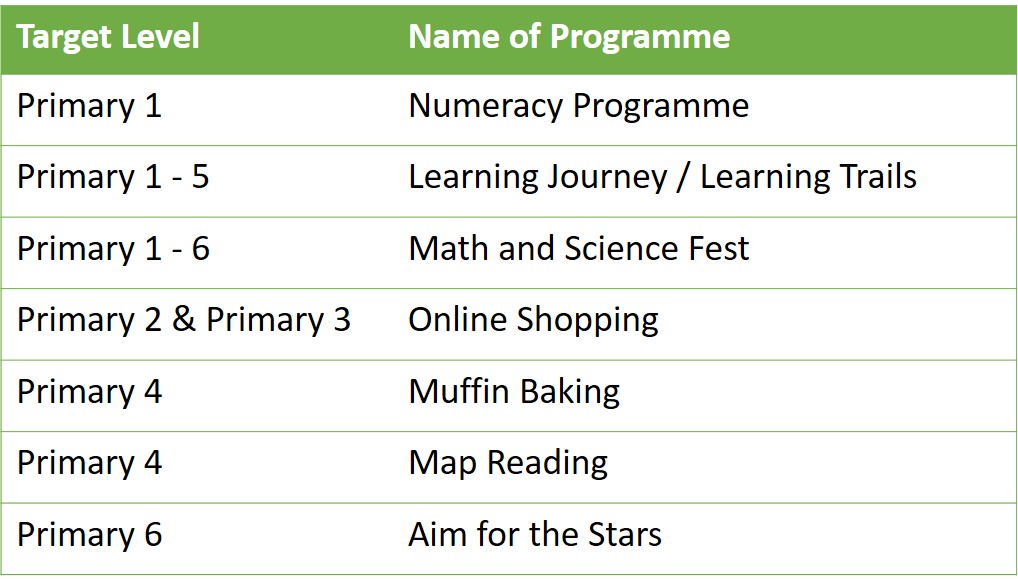 Target Level Name of Programme
Primary 1 Numeracy Programme
Primary 1 - 5 Learning Journey / Learning Trails
Primary 1 - 6 Math and Science Fest
Primary 2 & Primary 3 Online Shopping
Primary 4 Muffin Baking
Primary 4 Map Reading
Primary 6 Aim for the Stars